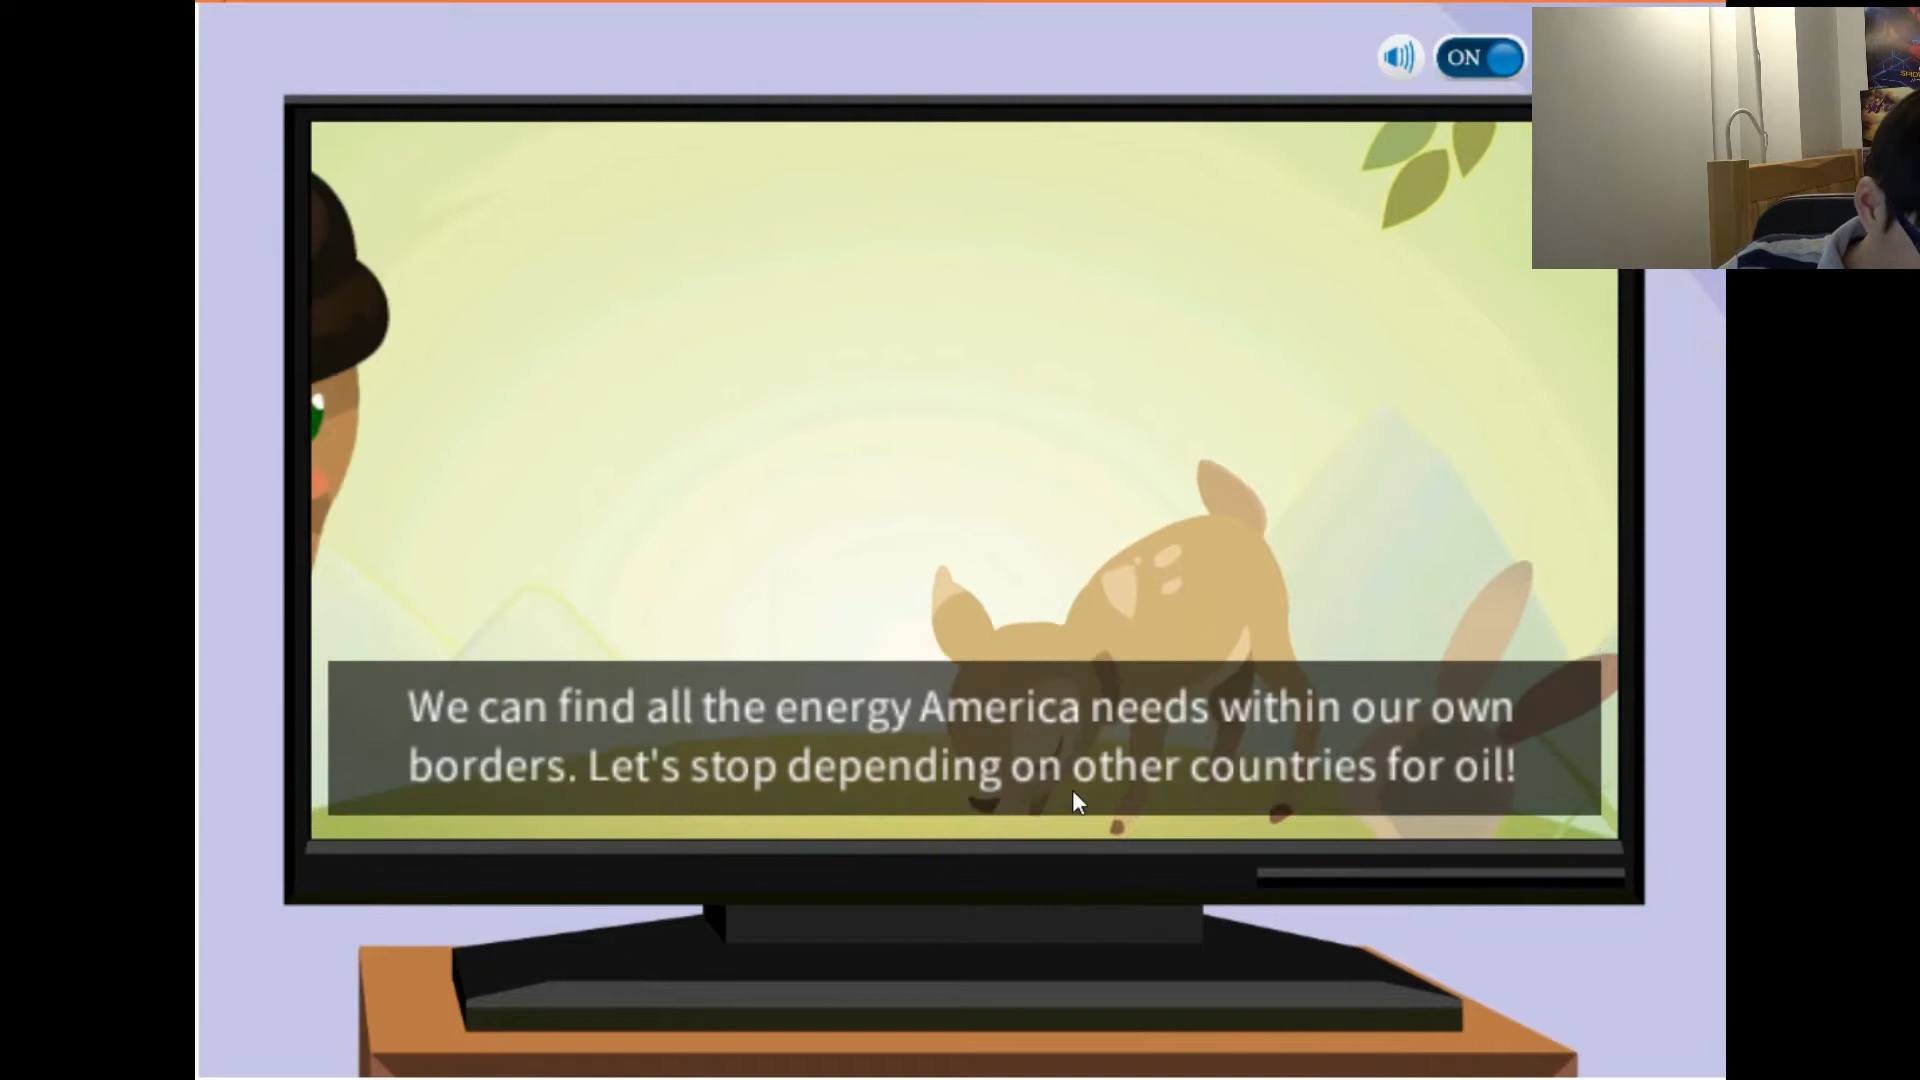 ON
We can find all the energy America needs within our own
borders. Let's stop depending on other countries for oil!